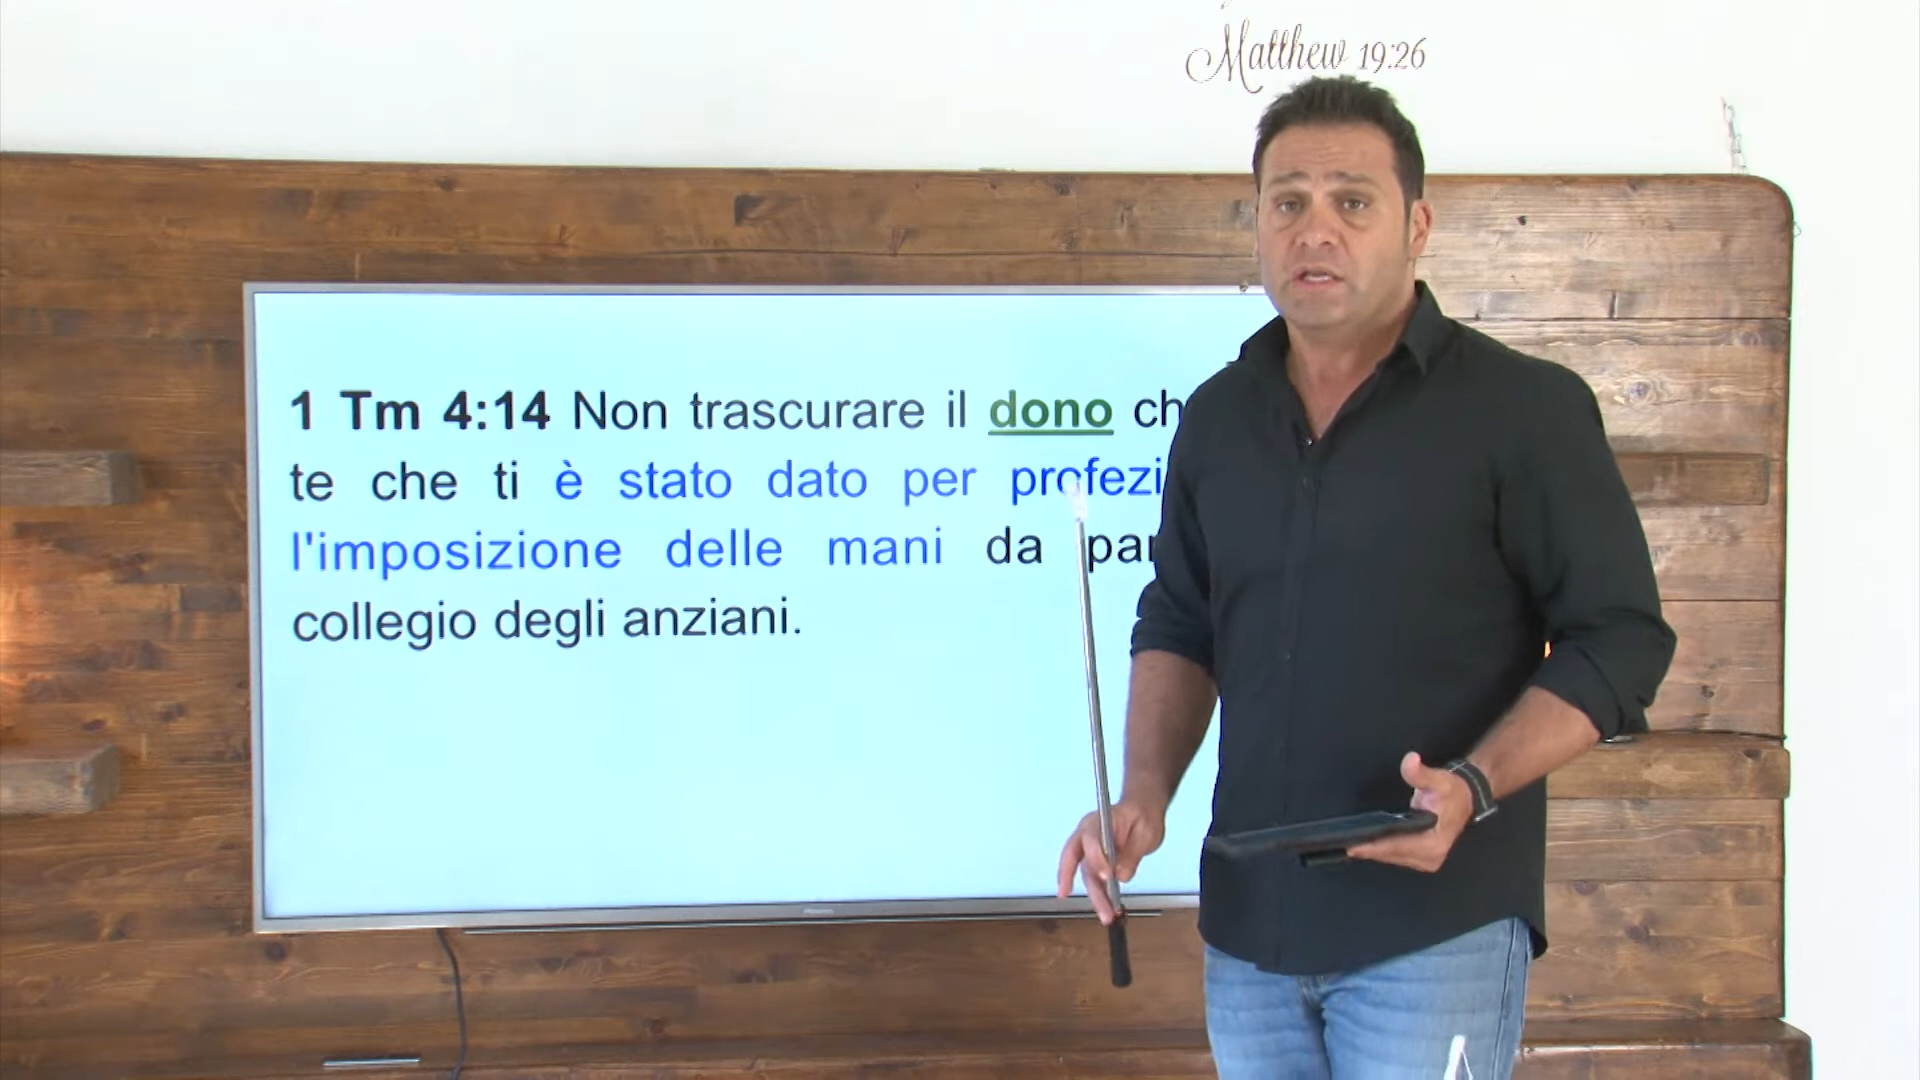 Matthew 19:26
1 Tm 4:14 Non trascurare il dono ch
te che ti è stato dato per profezi
l'imposizione delle mani da par
collegio degli anziani.